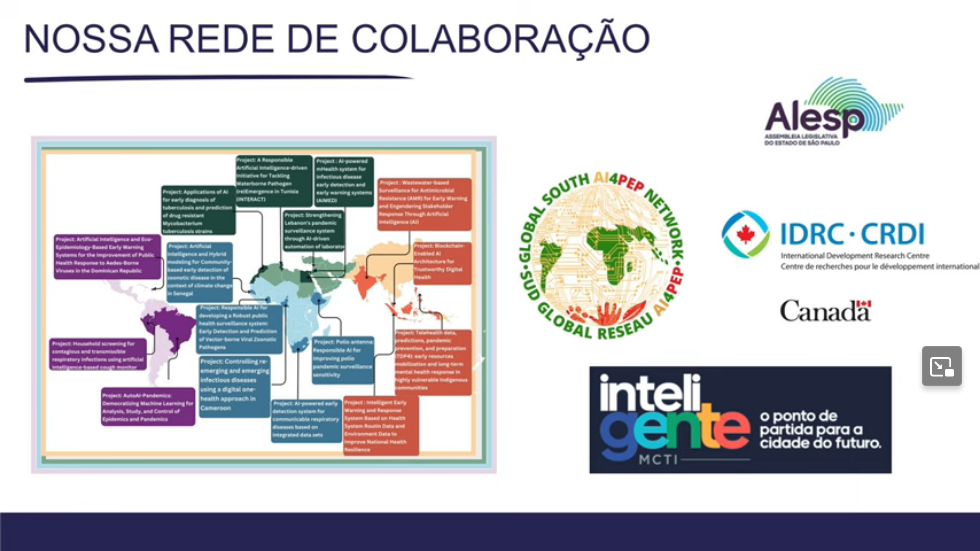 NOSSA REDE DE COLABORAÇÃO
Alesp
ASSEMBLEIA LEGISLATIVA
DO ESTADO DE SÃO PAULO
Project: A Responsible
Artificial Intelligence-driven
Initiative for Tackling
Waterborne Pathogen
(re)Emergence in Tunisia
(INTERACT)
Project : AI-powered
mHealth system for
infectious disease
early detection and
early warning systems
(AIMED)
Project : Wastewater-based
Surveillance for Antimicrobial
Resistance (AMR) for Early Warning
and Engendering Stakeholder
Response Through Artificial
Intelligence (AI)
Project: Applications of AI
for early diagnosis of
tuberculosis and prediction
of drug resistant
Mycobacterium
tuberculosis strains
Project: Strengthening
Lebanon's pandemic
surveillance system
through AI-driven
automation of laborator
Project: Artificial Intelligence and Eco-
Epidemiology-Based Early Warning
Systems for the Improvement of Public
Health Response to Aedes-Borne
Viruses in the Dominican Republic
Project: Artificial
Intelligence and Hybrid
modeling for Community-
based early detection of
zoonotic disease in the
context of climate change
in Senegal
Project: Blockchain-
Enabled AI
Architecture for
Trustworthy Digital
Health
Project: Responsible AI for
developing a Robust public
health surveillance system:
Early Detection and Prediction
of Vector-borne Viral Zoonotic
Pathogens
Project: Household screening for
contagious and transmissible
respiratory infections using artificial
intelligence-based cough monitor
Project: Polio antenna:
Responsible AI for
improving polio
pandemic surveillance
sensitivity
Project: Telehealth data,
predictions, pandemic
prevention, and preparation
(TDP4): early resources
mobilization and long-term
mental health response in
highly vulnerable indigenous
communities
Project: Controlling re-
emerging and emerging
infectious diseases
using a digital one-
health approach in
Cameroon
Project: AutoAI-Pandemics:
Democratizing Machine Learning for
Analysis, Study, and Control of
Epidemics and Pandemics
Project: AI-powered early
detection system for
communicable respiratory
diseases based on
integrated data sets
Project : Intelligent Early
Warning and Response
System Based on Health
System Routin Data and
Environment Data to
Improve National Health
Resilience
•GLOBAL SOUTH AI4PEP NETWORK•
SUD GLOBAL RESEAU AI4PEP
IDRC · CRDI
International Development Research Centre
Centre de recherches pour le développement international
Canada
inteli
gente
MCTI
o ponto de
partida para a
cidade do futuro.